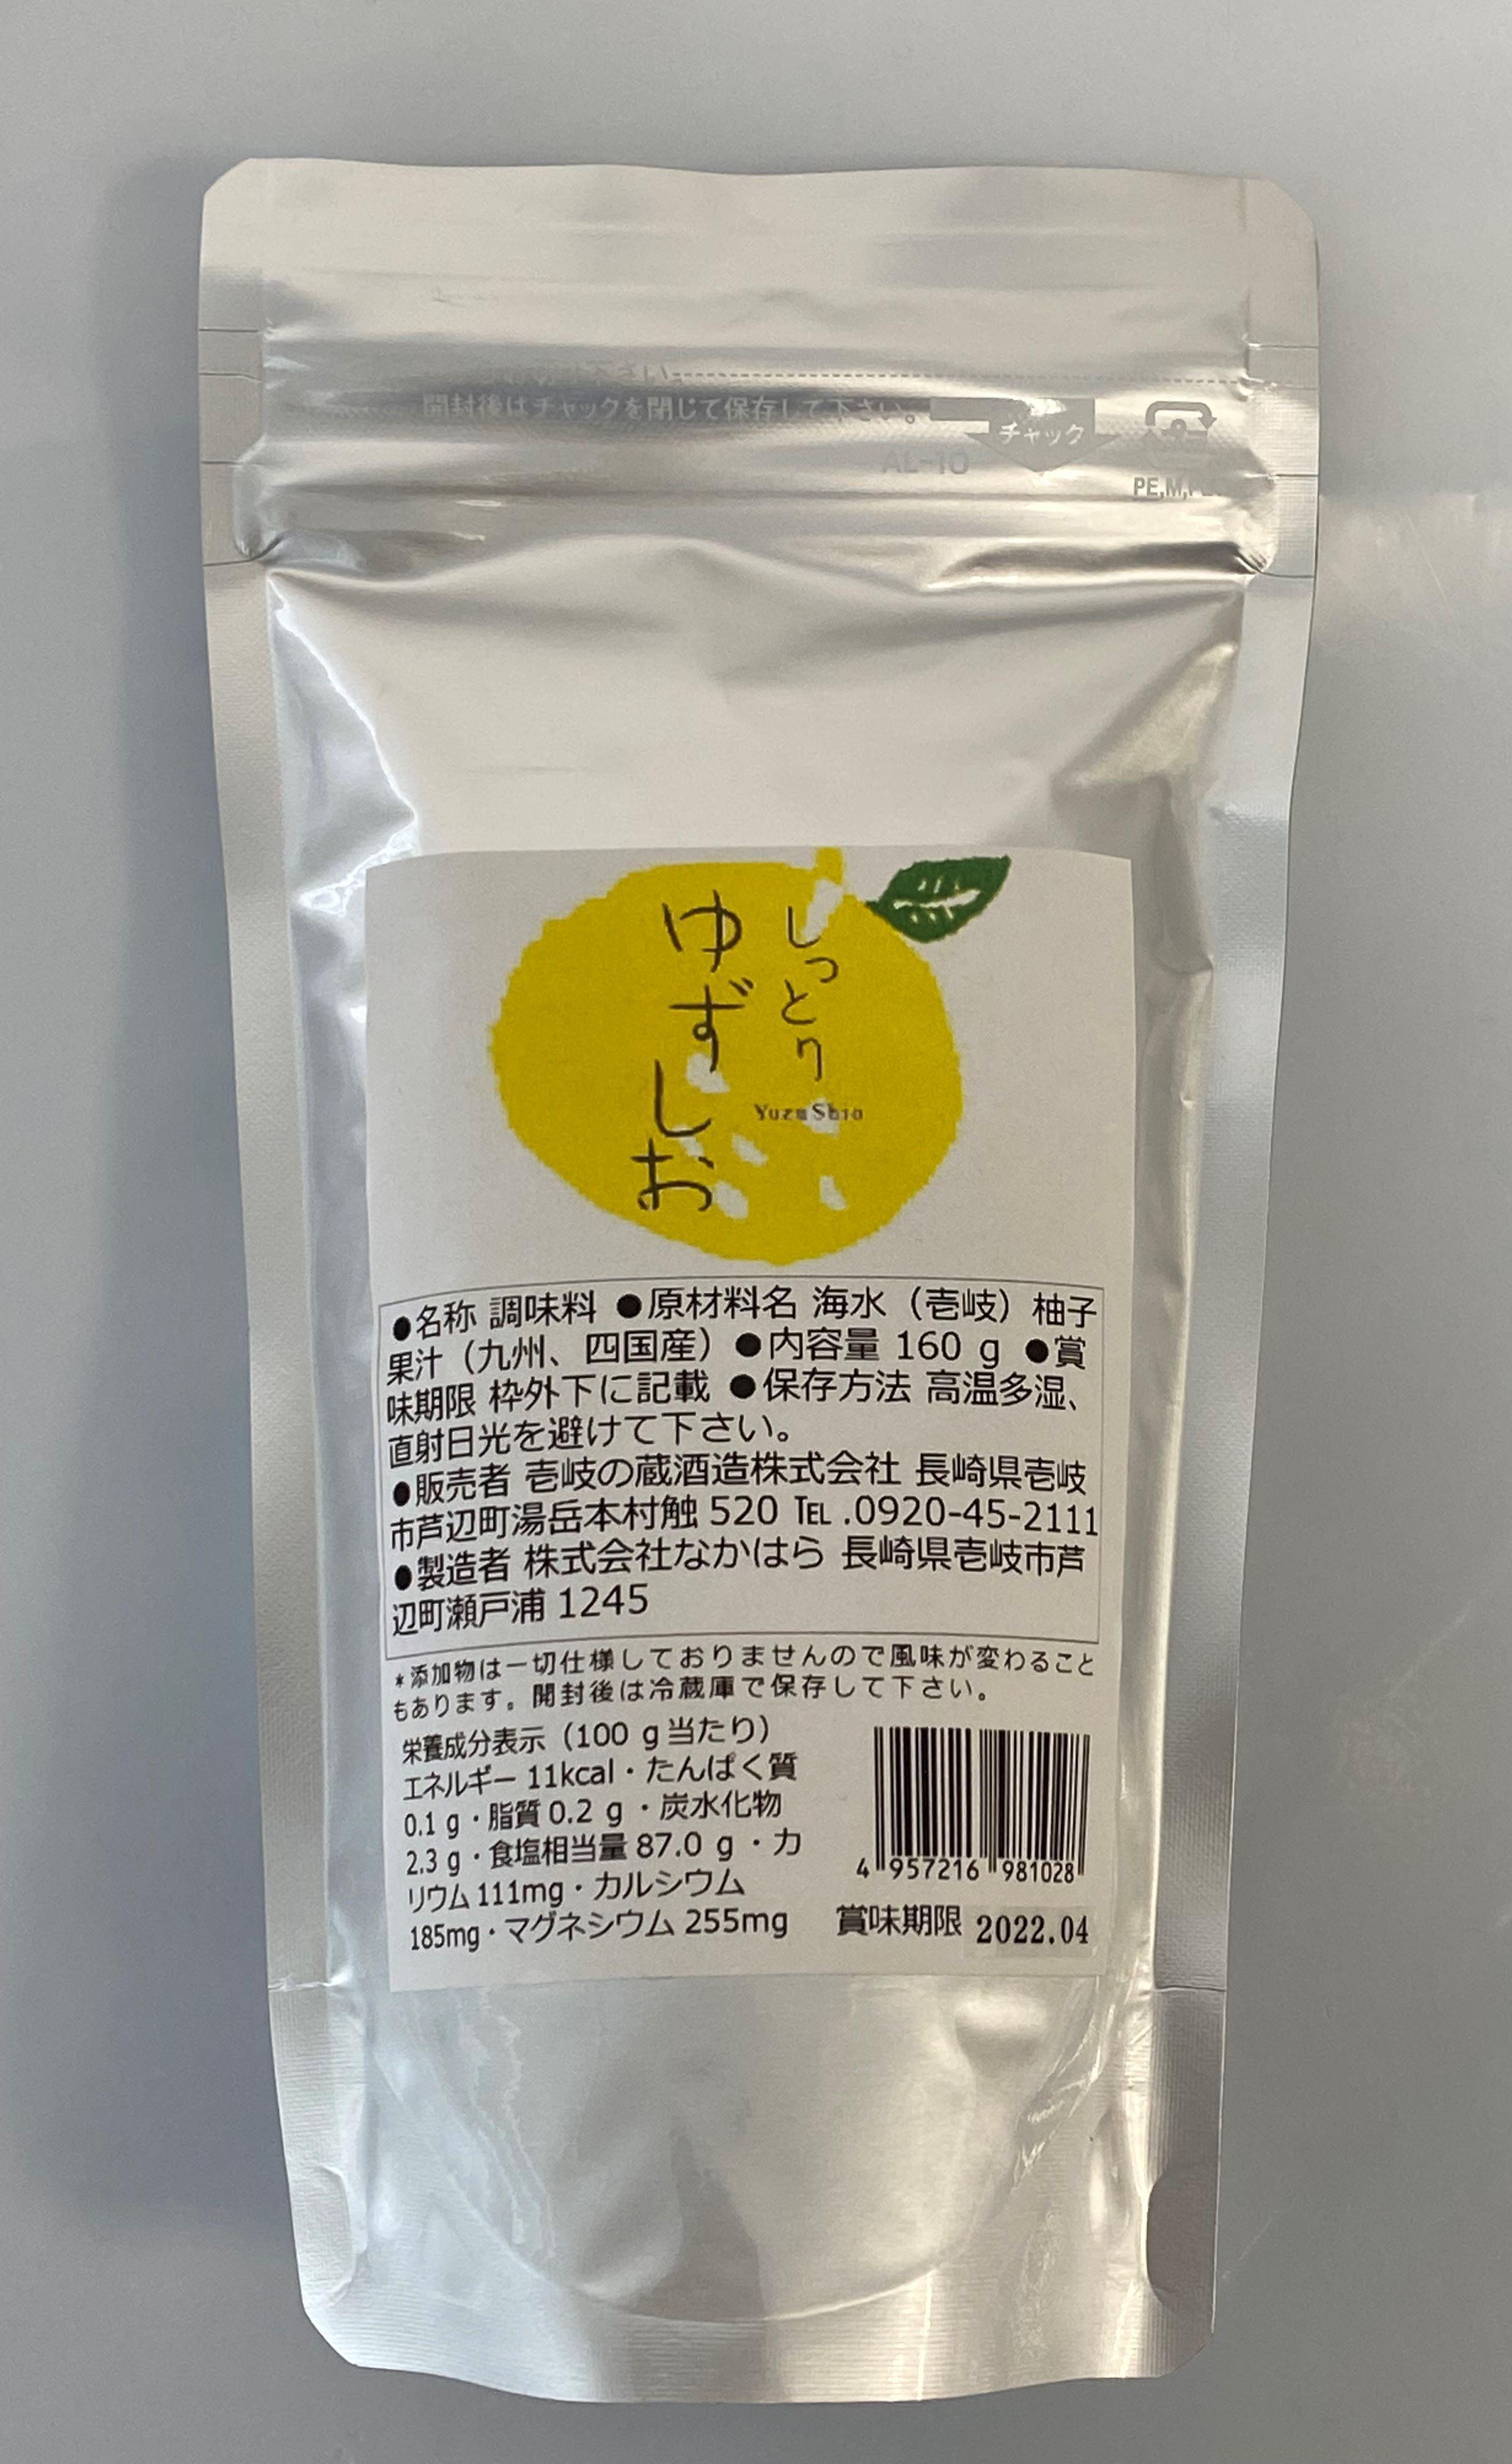 開封後はチャックを閉じて保存して下さい。
チャック
AL-10
しっとり
ゆずしお
Yuzu Shio
●名称 調味料 ●原材料名 海水（壱岐）柚子
果汁（九州、四国産）●内容量 160 g ●賞
味期限 枠外下に記載 ●保存方法 高温多湿、
直射日光を避けて下さい。
●販売者 壱岐の蔵酒造株式会社 長崎県壱岐
市芦辺町湯岳本村触 520 ℡ .0920-45-2111
●製造者 株式会社なかはら 長崎県壱岐市芦
辺町瀬戸浦 1245
*添加物は一切仕様しておりませんので風味が変わること
もあります。開封後は冷蔵庫で保存して下さい。
栄養成分表示（100 g当たり）
エネルギー 11kcal・たんぱく質
0.1 g・脂質 0.2 g ・炭水化物
2.3 g・食塩相当量 87.0 g ・カ
リウム 111mg・カルシウム
185mg・マグネシウム 255mg
4 957216 981028
賞味期限 2022.04